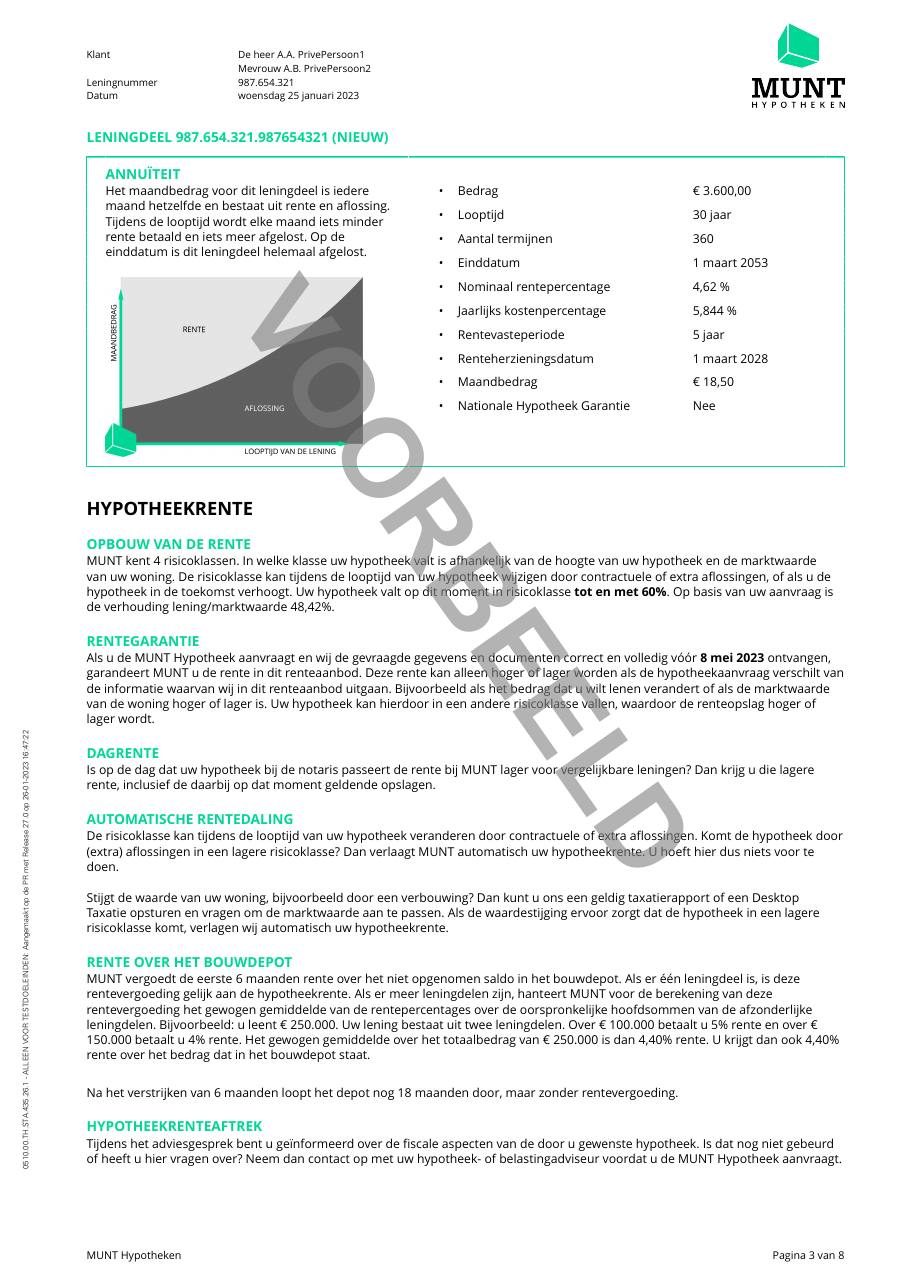 Klant De heer A.A. PrivePersoon1
Mevrouw A.B. PrivePersoon2
Leningnummer 987.654.321
Datum woensdag 25 januari 2023
MUNT
HYPOTHEKEN
LENINGDEEL 987.654.321.987654321 (NIEUW)
ANNUÏTEIT
Het maandbedrag voor dit leningdeel is iedere
maand hetzelfde en bestaat uit rente en aflossing.
Tijdens de looptijd wordt elke maand iets minder
rente betaald en iets meer afgelost. Op de
einddatum is dit leningdeel helemaal afgelost.
MAANDBEDRAG
RENTE
AFLOSSING
LOOPTIJD VAN DE LENING
• Bedrag € 3.600,00
• Looptijd 30 jaar
• Aantal termijnen 360
• Einddatum 1 maart 2053
• Nominaal rentepercentage 4,62 %
• Jaarlijks kostenpercentage 5,844 %
• Rentevasteperiode 5 jaar
• Renteherzieningsdatum 1 maart 2028
• Maandbedrag € 18,50
• Nationale Hypotheek Garantie Nee
VOORBEELD
HYPOTHEEKRENTE
OPBOUW VAN DE RENTE
MUNT kent 4 risicoklassen. In welke klasse uw hypotheek valt is afhankelijk van de hoogte van uw hypotheek en de marktwaarde
van uw woning. De risicoklasse kan tijdens de looptijd van uw hypotheek wijzigen door contractuele of extra aflossingen, of als u de
hypotheek in de toekomst verhoogt. Uw hypotheek valt op dit moment in risicoklasse tot en met 60%. Op basis van uw aanvraag is
de verhouding lening/marktwaarde 48,42%.
RENTEGARANTIE
Als u de MUNT Hypotheek aanvraagt en wij de gevraagde gegevens en documenten correct en volledig vóór 8 mei 2023 ontvangen,
garandeert MUNT u de rente in dit renteaanbod. Deze rente kan alleen hoger of lager worden als de hypotheekaanvraag verschilt van
de informatie waarvan wij in dit renteaanbod uitgaan. Bijvoorbeeld als het bedrag dat u wilt lenen verandert of als de marktwaarde
van de woning hoger of lager is. Uw hypotheek kan hierdoor in een andere risicoklasse vallen, waardoor de renteopslag hoger of
lager wordt.
DAGRENTE
Is op de dag dat uw hypotheek bij de notaris passeert de rente bij MUNT lager voor vergelijkbare leningen? Dan krijg u die lagere
rente, inclusief de daarbij op dat moment geldende opslagen.
AUTOMATISCHE RENTEDALING
De risicoklasse kan tijdens de looptijd van uw hypotheek veranderen door contractuele of extra aflossingen. Komt de hypotheek door
(extra) aflossingen in een lagere risicoklasse? Dan verlaagt MUNT automatisch uw hypotheekrente. U hoeft hier dus niets voor te
doen.
Stijgt de waarde van uw woning, bijvoorbeeld door een verbouwing? Dan kunt u ons een geldig taxatierapport of een Desktop
Taxatie opsturen en vragen om de marktwaarde aan te passen. Als de waardestijging ervoor zorgt dat de hypotheek in een lagere
risicoklasse komt, verlagen wij automatisch uw hypotheekrente.
RENTE OVER HET BOUWDEPOT
MUNT vergoedt de eerste 6 maanden rente over het niet opgenomen saldo in het bouwdepot. Als er één leningdeel is, is deze
rentevergoeding gelijk aan de hypotheekrente. Als er meer leningdelen zijn, hanteert MUNT voor de berekening van deze
rentevergoeding het gewogen gemiddelde van de rentepercentages over de oorspronkelijke hoofdsommen van de afzonderlijke
leningdelen. Bijvoorbeeld: u leent € 250.000. Uw lening bestaat uit twee leningdelen. Over € 100.000 betaalt u 5% rente en over €
150.000 betaalt u 4% rente. Het gewogen gemiddelde over het totaalbedrag van € 250.000 is dan 4,40% rente. U krijgt dan ook 4,40%
rente over het bedrag dat in het bouwdepot staat.
Na het verstrijken van 6 maanden loopt het depot nog 18 maanden door, maar zonder rentevergoeding.
HYPOTHEEKRENTEAFTREK
Tijdens het adviesgesprek bent u geïnformeerd over de fiscale aspecten van de door u gewenste hypotheek. Is dat nog niet gebeurd
of heeft u hier vragen over? Neem dan contact op met uw hypotheek- of belastingadviseur voordat u de MUNT Hypotheek aanvraagt.
0510.00.TH.STA.435.26.1 - ALLEEN VOOR TESTDOELEINDEN: Aangemaakt op de PR met Release 27.0 op 26-01-2023 16:47:22
MUNT Hypotheken Pagina 3 van 8